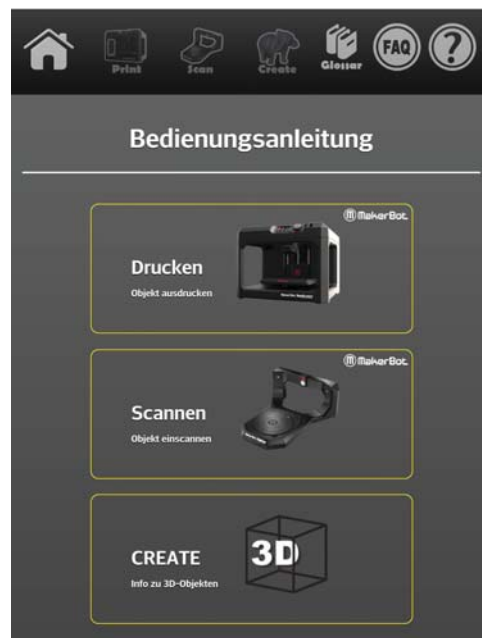 Print
Scan
Create
Glossar
FAQ
?
Bedienungsanleitung
MakerBot
Drucken
Objekt ausdrucken
MakerBot
Scannen
Objekt einscannen
3D
CREATE
Info zu 3D-Objekten